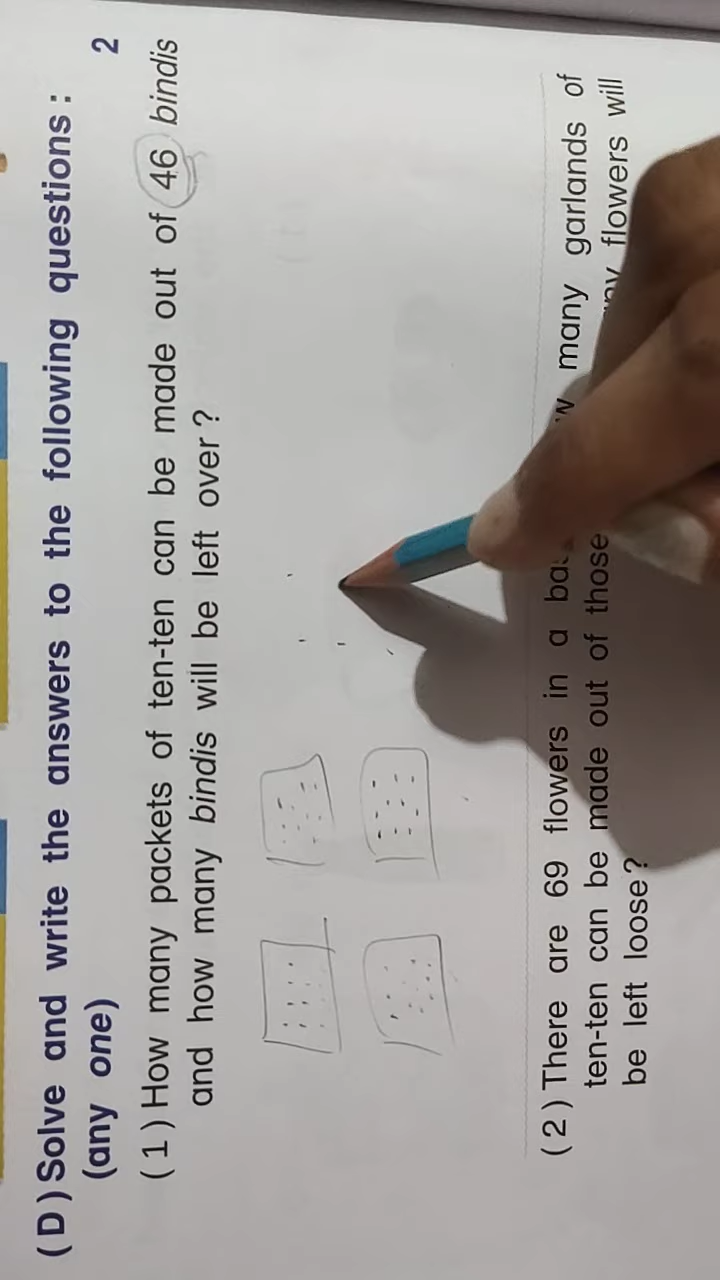 (D) Solve and write the answers to the following questions : 2
(any one)
(1) How many packets of ten-ten can be made out of 46 bindis
and how many bindis will be left over?
(2) There are 69 flowers in a many garlands of
ten-ten can be made out of those flowers will
be left loose?